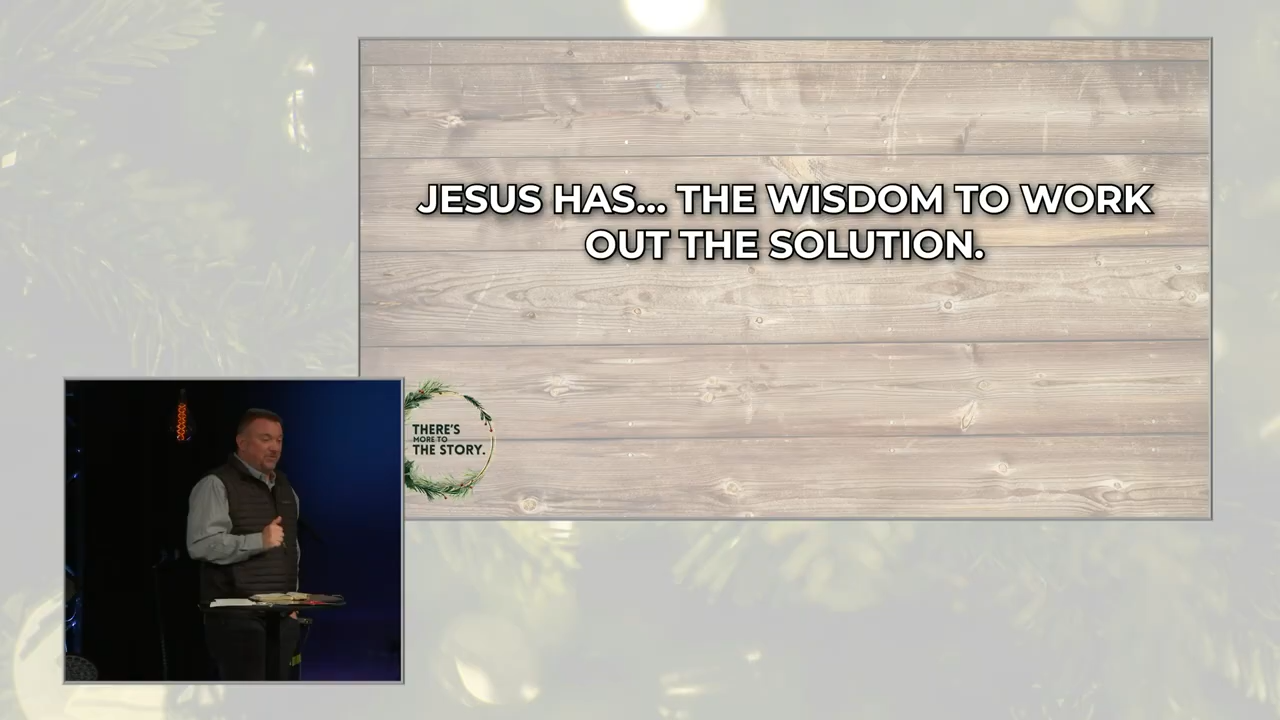 JESUS HAS... THE WISDOM TO WORK
OUT THE SOLUTION.
THERE'S
MORE TO
THE STORY.